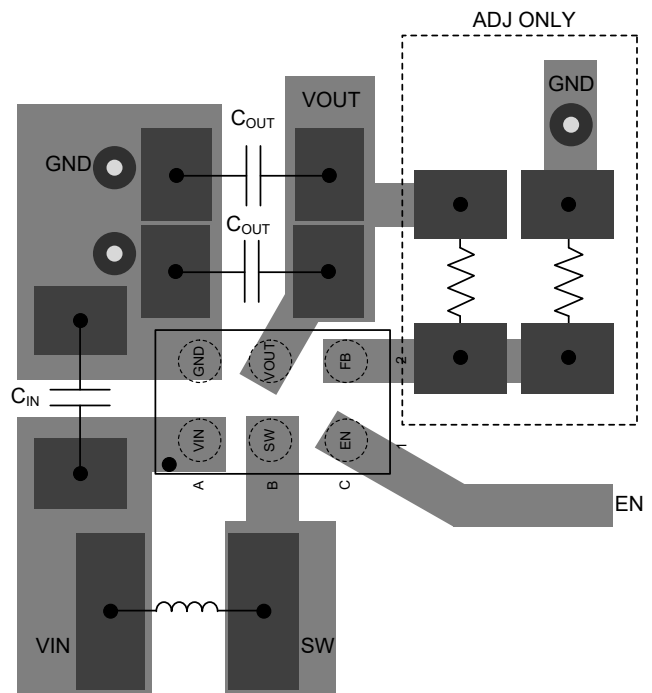 ADJ ONLY
VOUT
GND
COUT
GND
COUT
GND
VOUT
FB
2
CIN
VIN
SW
EN
1
A
B
C
EN
VIN
SW